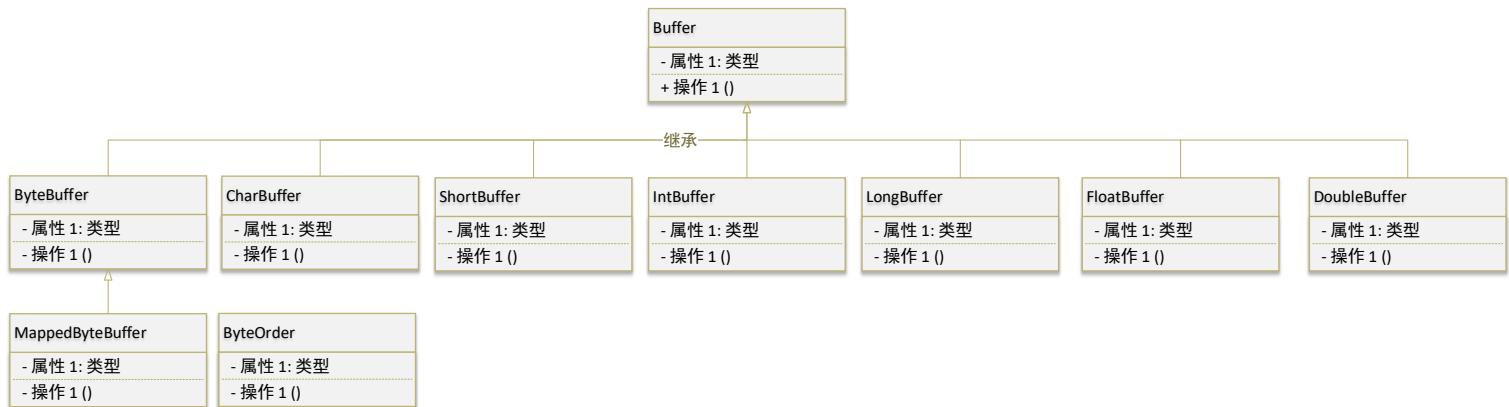 Buffer
- 属性 1: 类型
+ 操作 1 ()
继承
ByteBuffer
- 属性 1: 类型
- 操作 1 ()
CharBuffer
- 属性 1: 类型
- 操作 1 ()
ShortBuffer
- 属性 1: 类型
- 操作 1 ()
IntBuffer
- 属性 1: 类型
- 操作 1 ()
LongBuffer
- 属性 1: 类型
- 操作 1 ()
FloatBuffer
- 属性 1: 类型
- 操作 1 ()
DoubleBuffer
- 属性 1: 类型
- 操作 1 ()
MappedByteBuffer
- 属性 1: 类型
- 操作 1 ()
ByteOrder
- 属性 1: 类型
- 操作 1 ()